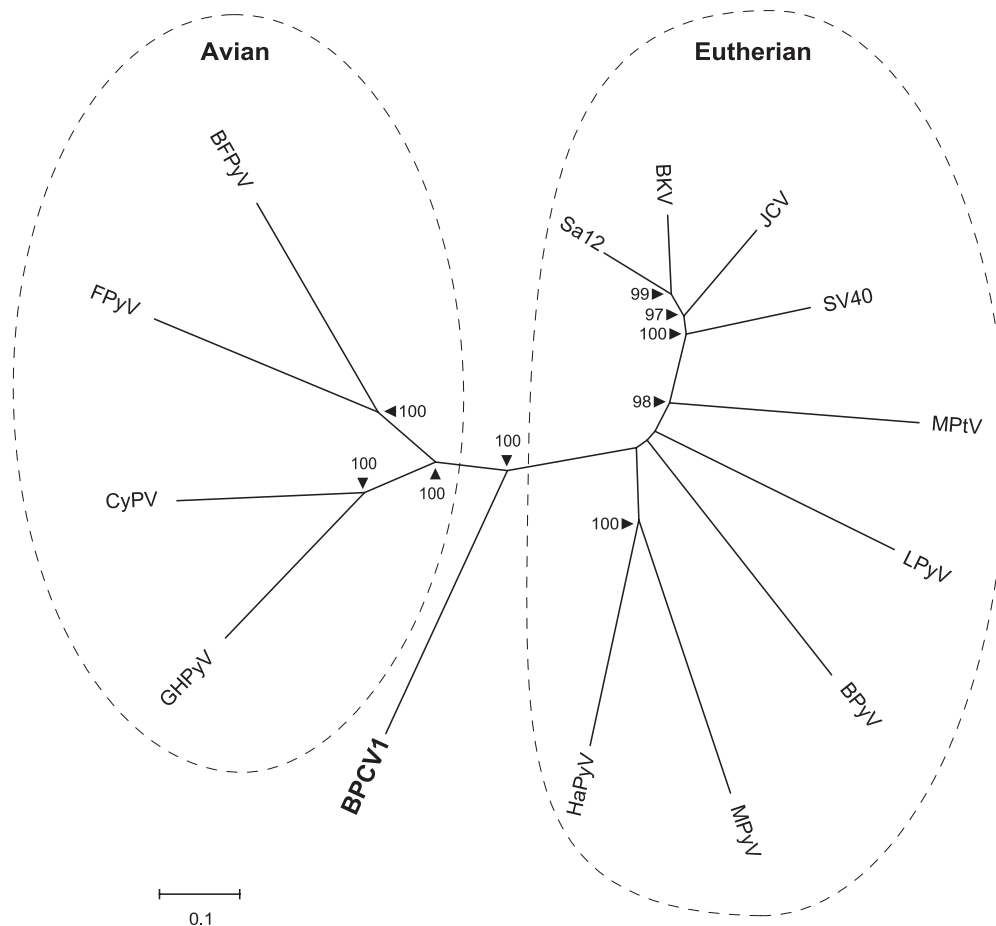 Avian
Eutherian
BFPyV
BKV
JCV
Sa12
FPyV
SV40
99
97
100
98
100
MPtV
100
100
100
CyPV
100
LPyV
GHPyV
BPyV
BPCV1
HaPyV
MPyV
0.1